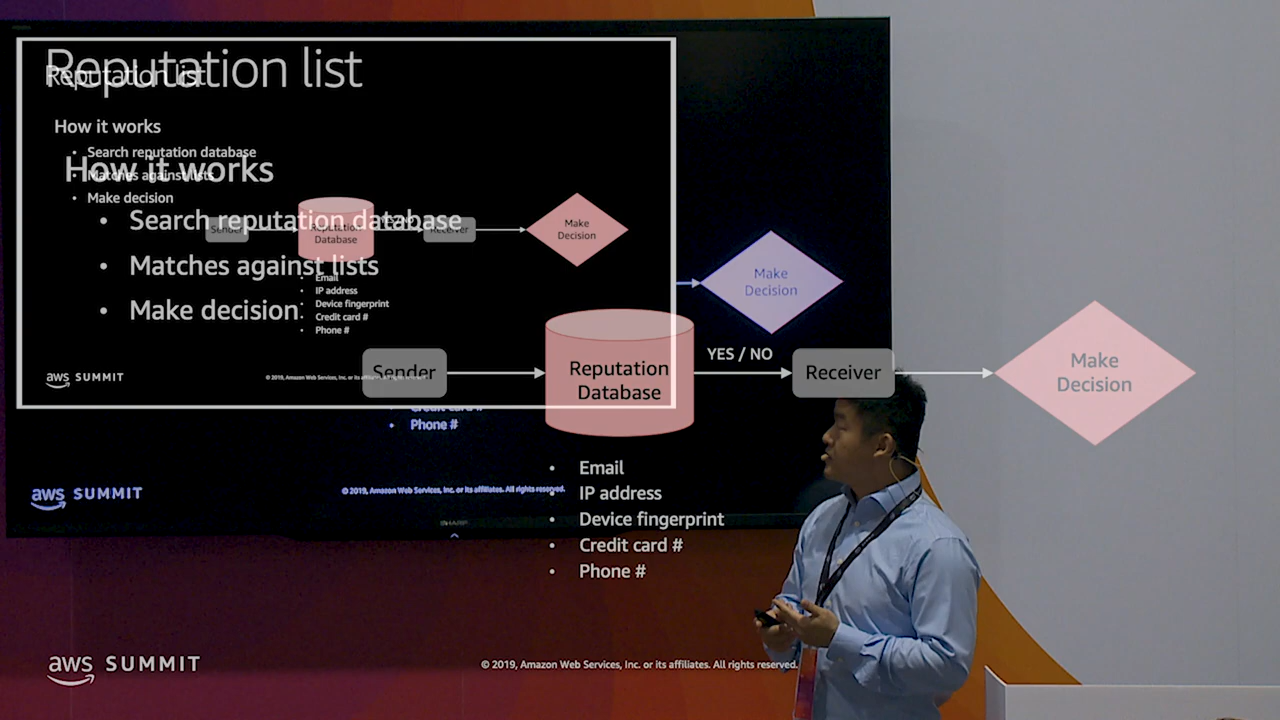 Reputation list
How it works
• Search reputation database
• Matches against lists
• Make decision
Sender
Reputation
Database
YES / NO
Receiver
Make
Decision
• Email
• IP address
• Device fingerprint
• Credit card #
• Phone #
aws SUMMIT
© 2019, Amazon Web Services, Inc. or its affiliates. All rights reserved.
Reputation list
How it works
• Search reputation database
• Matches against lists
• Make decision
Sender
Reputation
Database
Receiver
Make
Decision
• Email
• IP address
• Device fingerprint
• Credit card #
• Phone #
aws SUMMIT
© 2019, Amazon Web Services, Inc. or its affiliates. All rights reserved.
Make
Decision
• Credit card #
• Phone #
aws SUMMIT
© 2019, Amazon Web Services, Inc. or its affiliates. All rights reserved.
SHARP